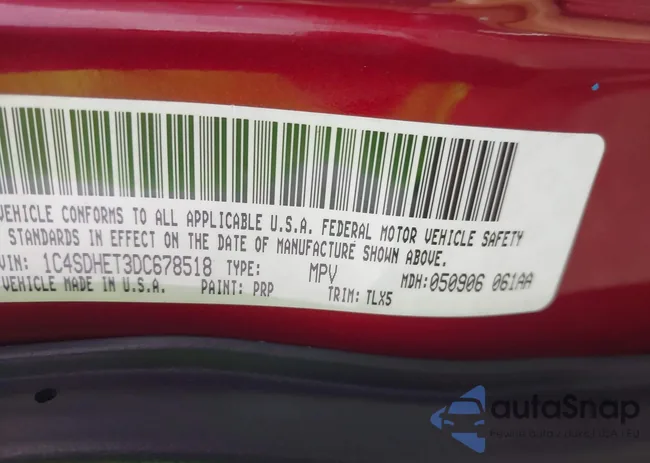 VEHICLE CONFORMS TO ALL APPLICABLE U.S.A. FEDERAL MOTOR VEHICLE SAFETY
STANDARDS IN EFFECT ON THE DATE OF MANUFACTURE SHOWN ABOVE.
VIN: 1C4SDHET3DC678518 TYPE: MPV MDH:050906 061AA
VEHICLE MADE IN U.S.A. PAINT: PRP TRIM: TLX5
autoSnap